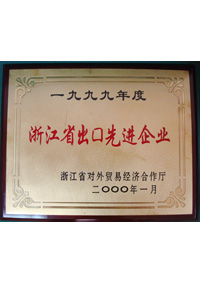 一九九九年度
浙江省出口先进企业
浙江省对外贸易经济合作厅
二〇〇〇年一月